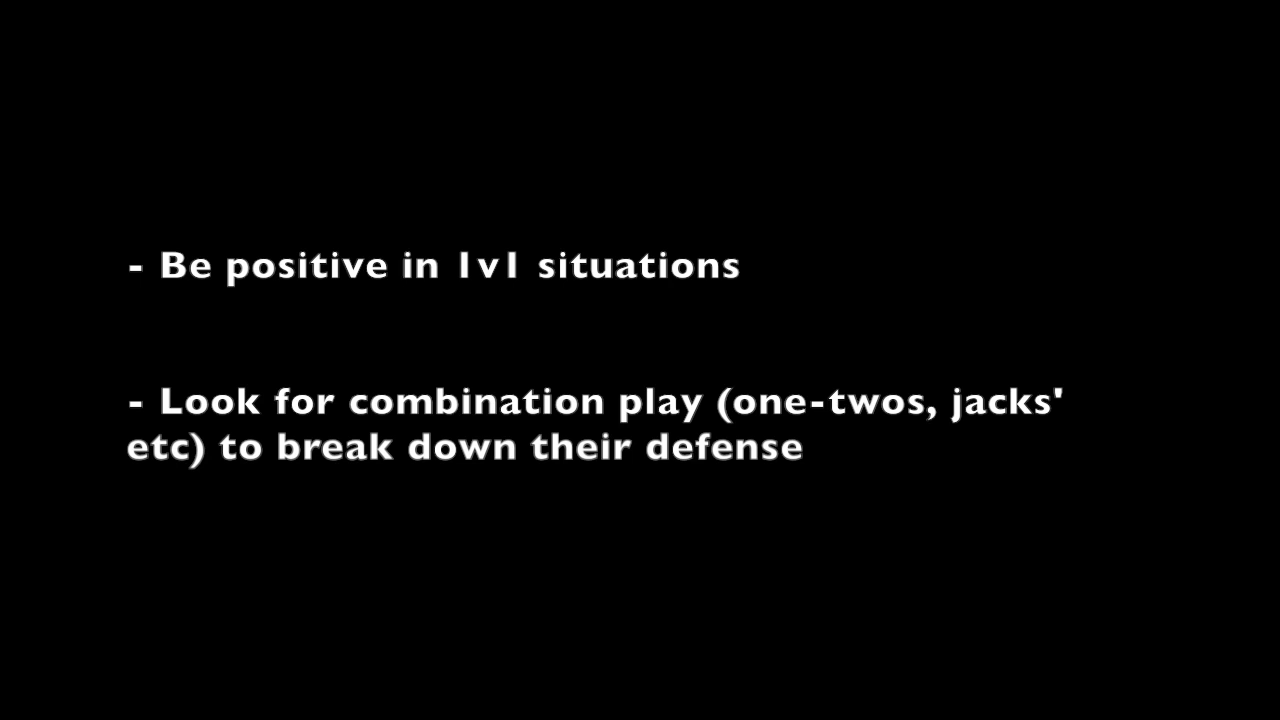 - Be positive in 1v1 situations
- Look for combination play (one-twos, jacks'
etc) to break down their defense